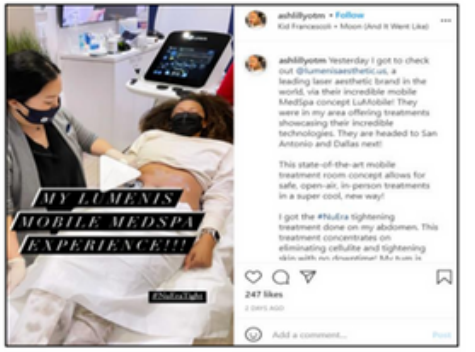 MY LUMENIS
MOBILE MEDSPA
EXPERIENCE!!!
#NuEraTight
ashlillyotm • Follow
Kid Francescoli • Moon (And It Went Like)
ashlillyotm Yesterday I got to check
out @lumenisaesthetic.us, a
leading laser aesthetic brand in the
world, via their incredible mobile
MedSpa concept LuMobile! They
were in my area offering treatments
showcasing their incredible
technologies. They are headed to San
Antonio and Dallas next!
This state-of-the-art mobile
treatment room concept allows for
safe, open-air, in-person treatments
in a super cool, new way!
I got the #NuEra tightening
treatment done on my abdomen. This
treatment concentrates on
eliminating cellulite and tightening
skin with no downtime! My tum is
247 likes
2 DAYS AGO
Add a comment...
Post